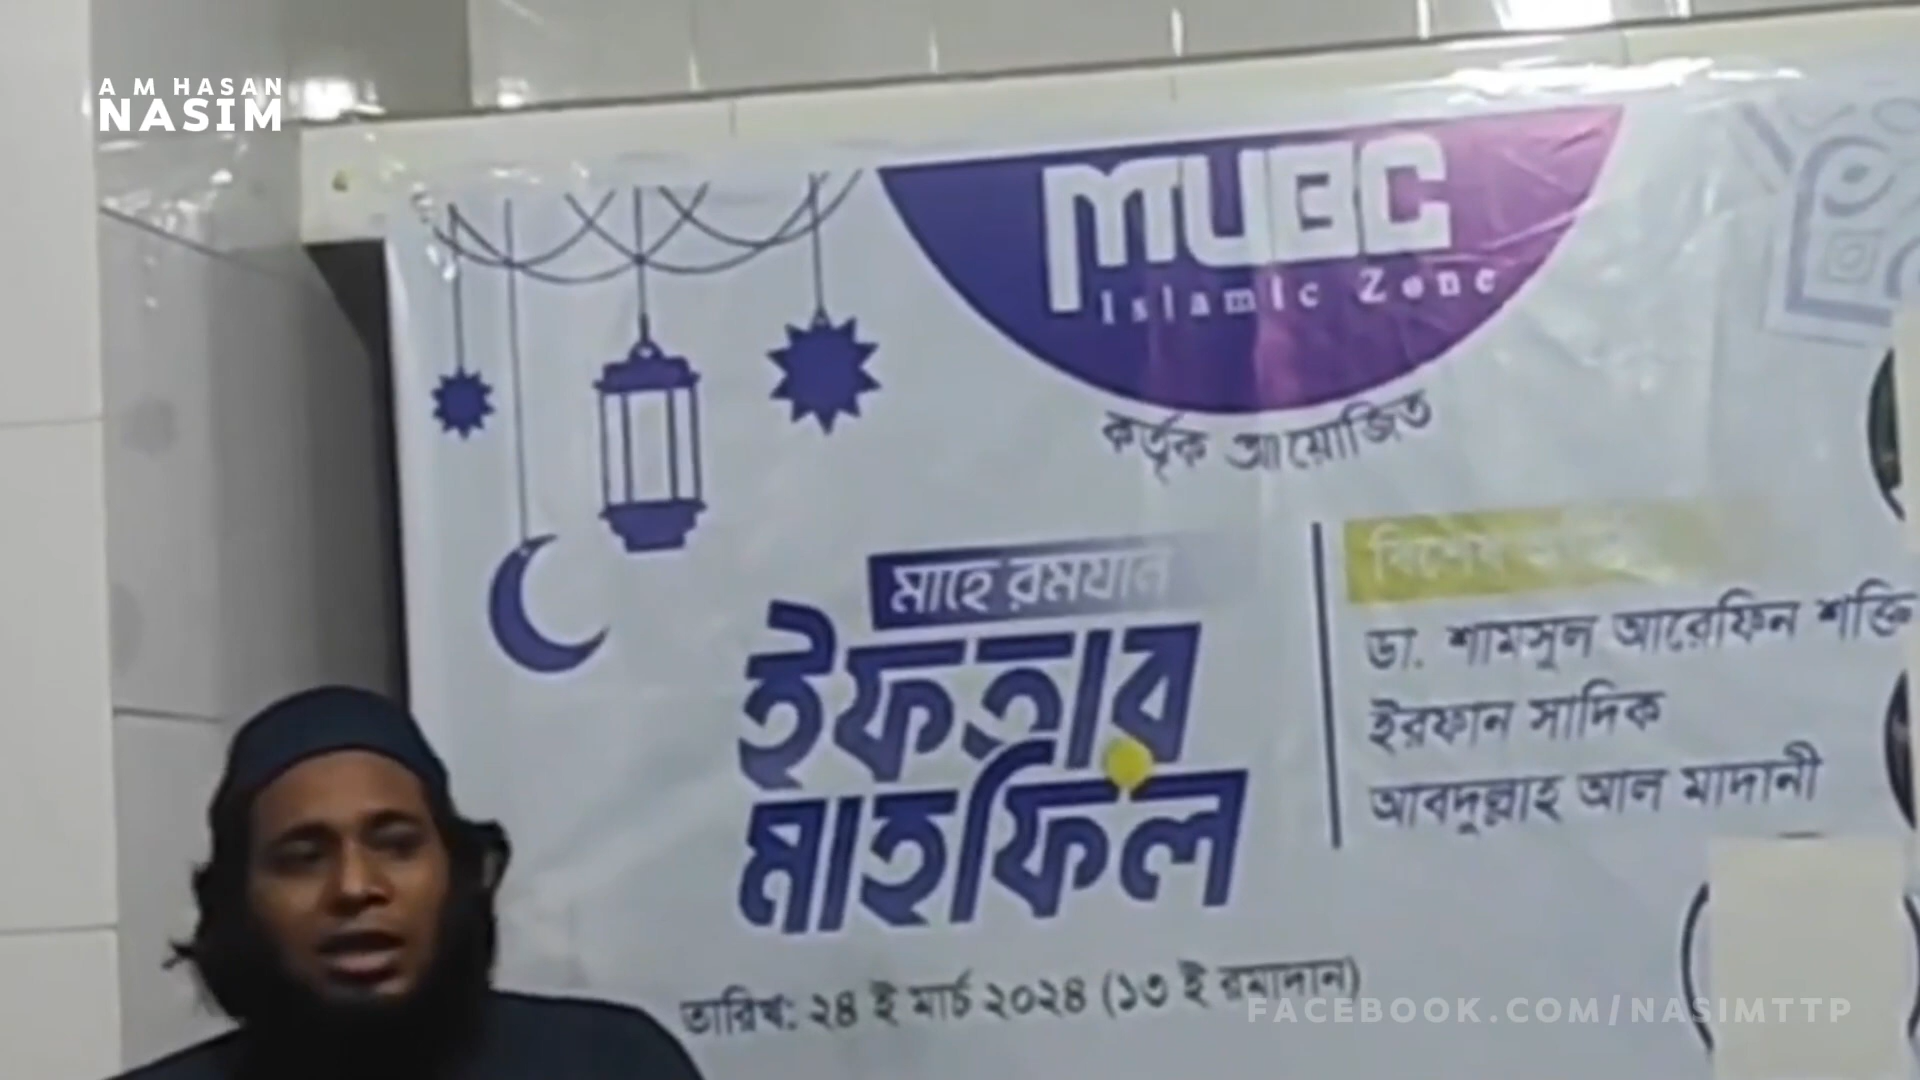 A M HASAN
NASIM
MUBC
Islamic Zone
কর্তৃক আয়োজিত
মাহে রমযান
ইফতার
মাহফিল
তারিখ: ২৪ ই মার্চ ২০২৪ (১৩ ই রমাদান)
বিশেষ
ডা. শামসুল আরেফিন শক্তি
ইরফান সাদিক
আবদুল্লাহ আল মাদানী
FACEBOOK.COM/NASIMTTP